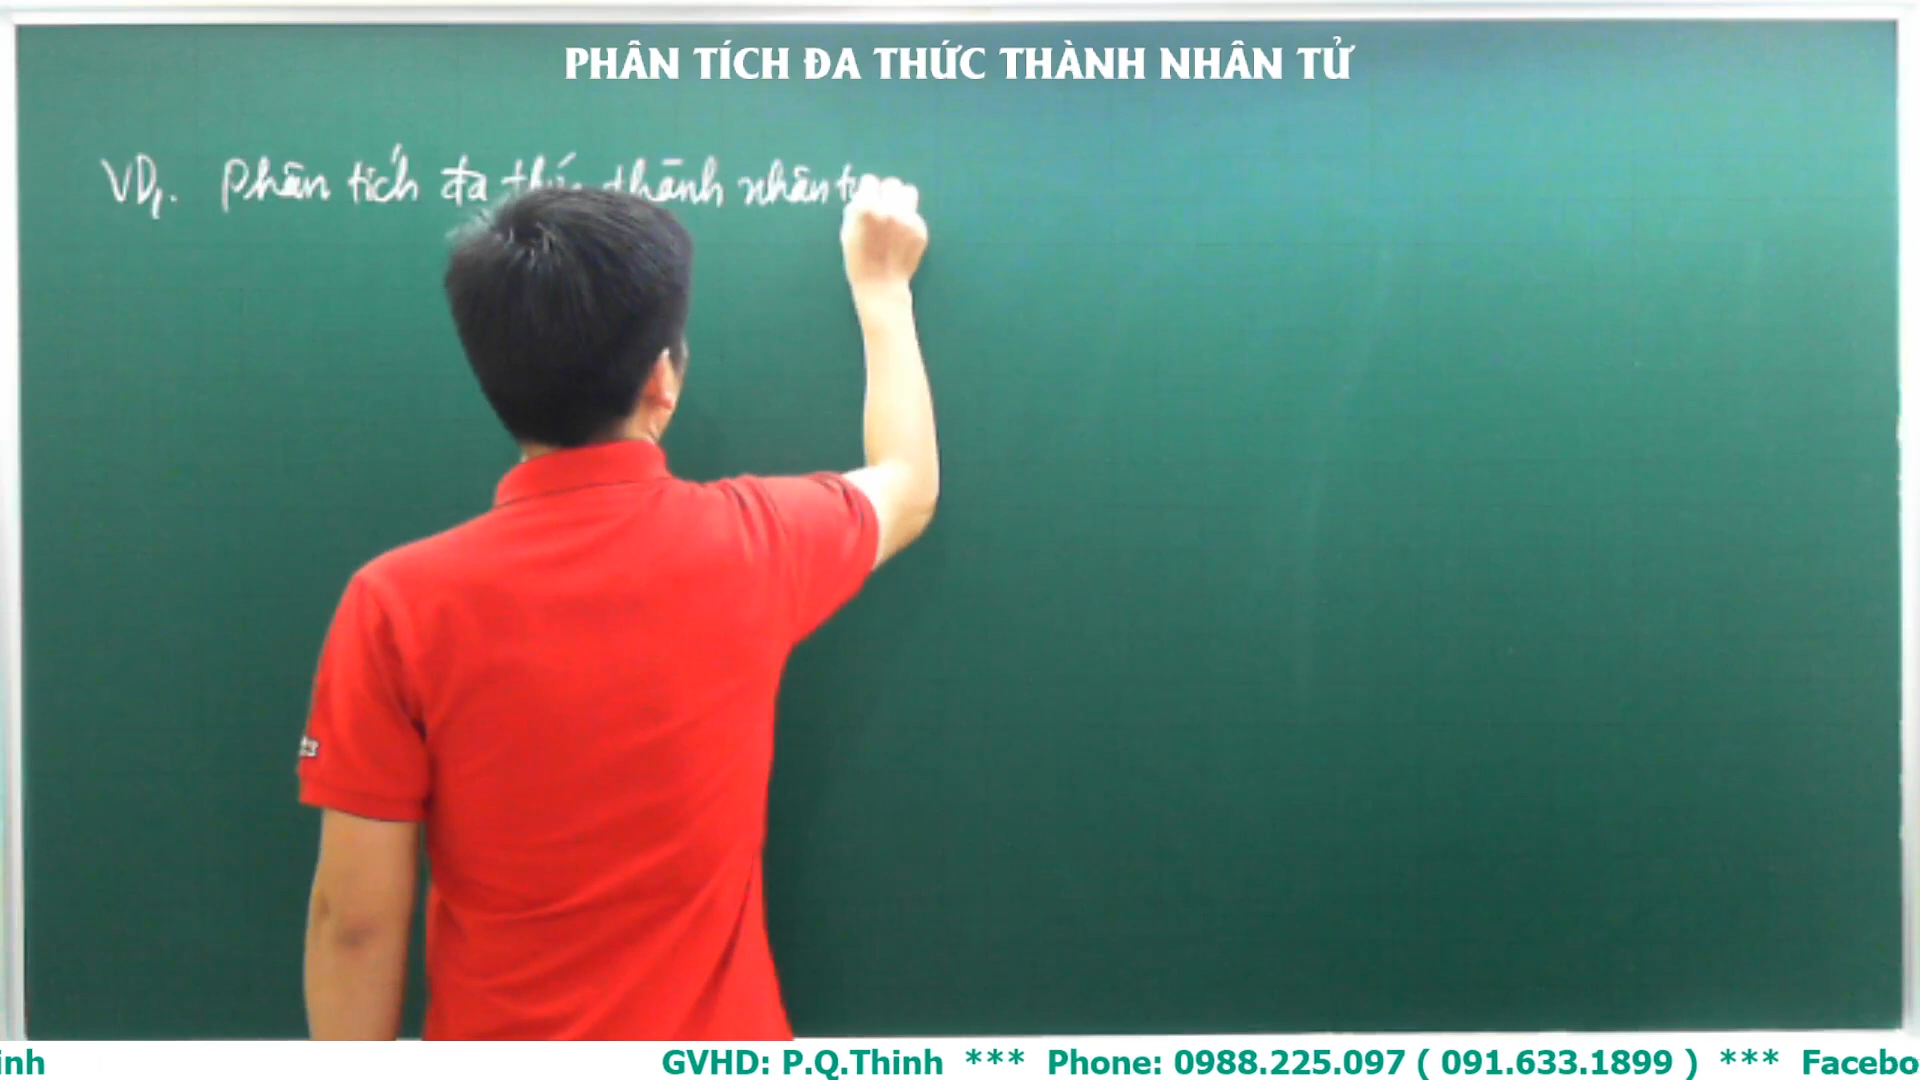 PHÂN TÍCH ĐA THỨC THÀNH NHÂN TỬ
VD1. Phân tích đa thành nhân
inh GVHD: P.Q.Thinh *** Phone: 0988.225.097 ( 091.633.1899 ) *** Facebo